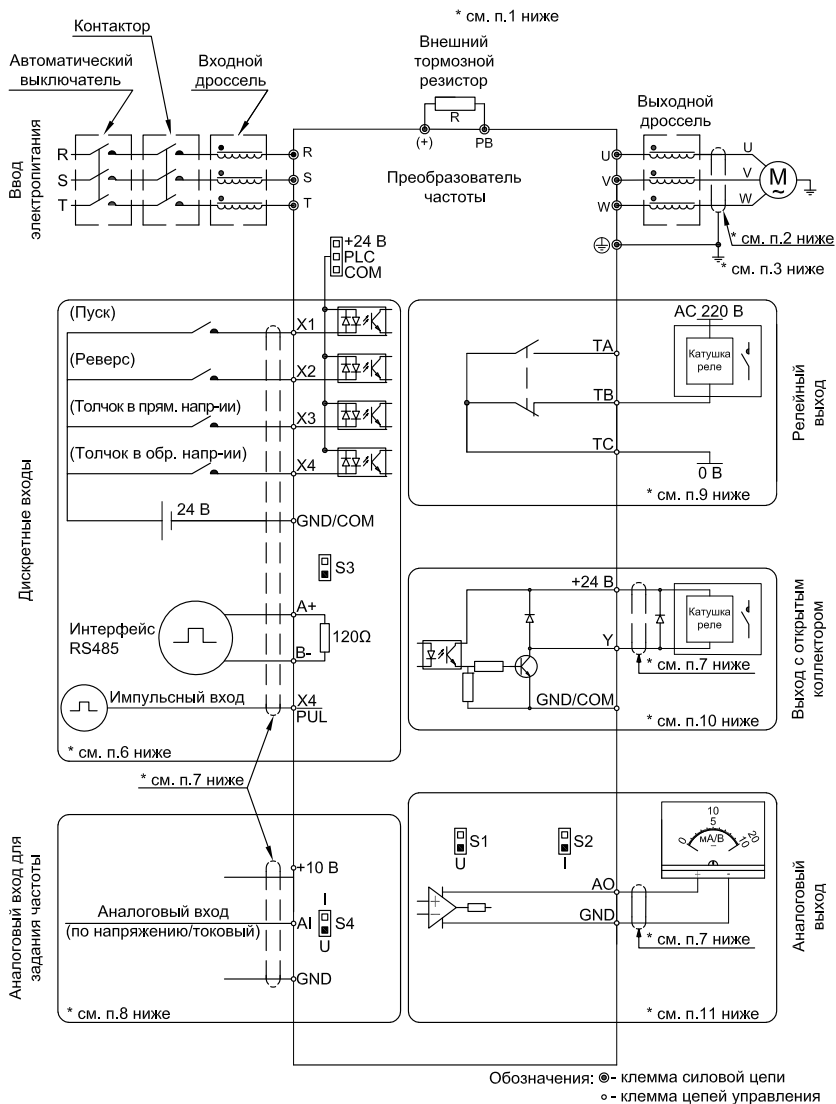 * см. п.1 ниже
Контактор
Автоматический
выключатель
Входной
дроссель
Внешний
тормозной
резистор
R
(+)
PB
Выходной
дроссель
Ввод
электропитания
R
S
T
R
S
T
Преобразователь
частоты
U
V
W
U
V
W
M
~
* см. п.2 ниже
* см. п.3 ниже
+24 В
PLC
COM
Дискретные входы
(Пуск)
X1
(Реверс)
X2
(Толчок в прям. напр-ии)
X3
(Толчок в обр. напр-ии)
X4
24 В
GND/COM
S3
Интерфейс
RS485
A+
B-
120Ω
Импульсный вход
X4
PUL
* см. п.6 ниже
* см. п.7 ниже
Аналоговый вход для
задания частоты
+10 В
Аналоговый вход
(по напряжению/токовый)
AI
I
S4
U
GND
* см. п.8 ниже
AC 220 В
TA
Катушка
реле
TB
TC
0 В
* см. п.9 ниже
Релейный
выход
+24 В
Катушка
реле
Y
* см. п.7 ниже
GND/COM
* см. п.10 ниже
Выход с открытым
коллектором
S1
U
S2
I
10
5
0
20
10
мА/В
+
-
AO
GND
* см. п.7 ниже
* см. п.11 ниже
Аналоговый
выход
Обозначения: - клемма силовой цепи
- клемма цепей управления